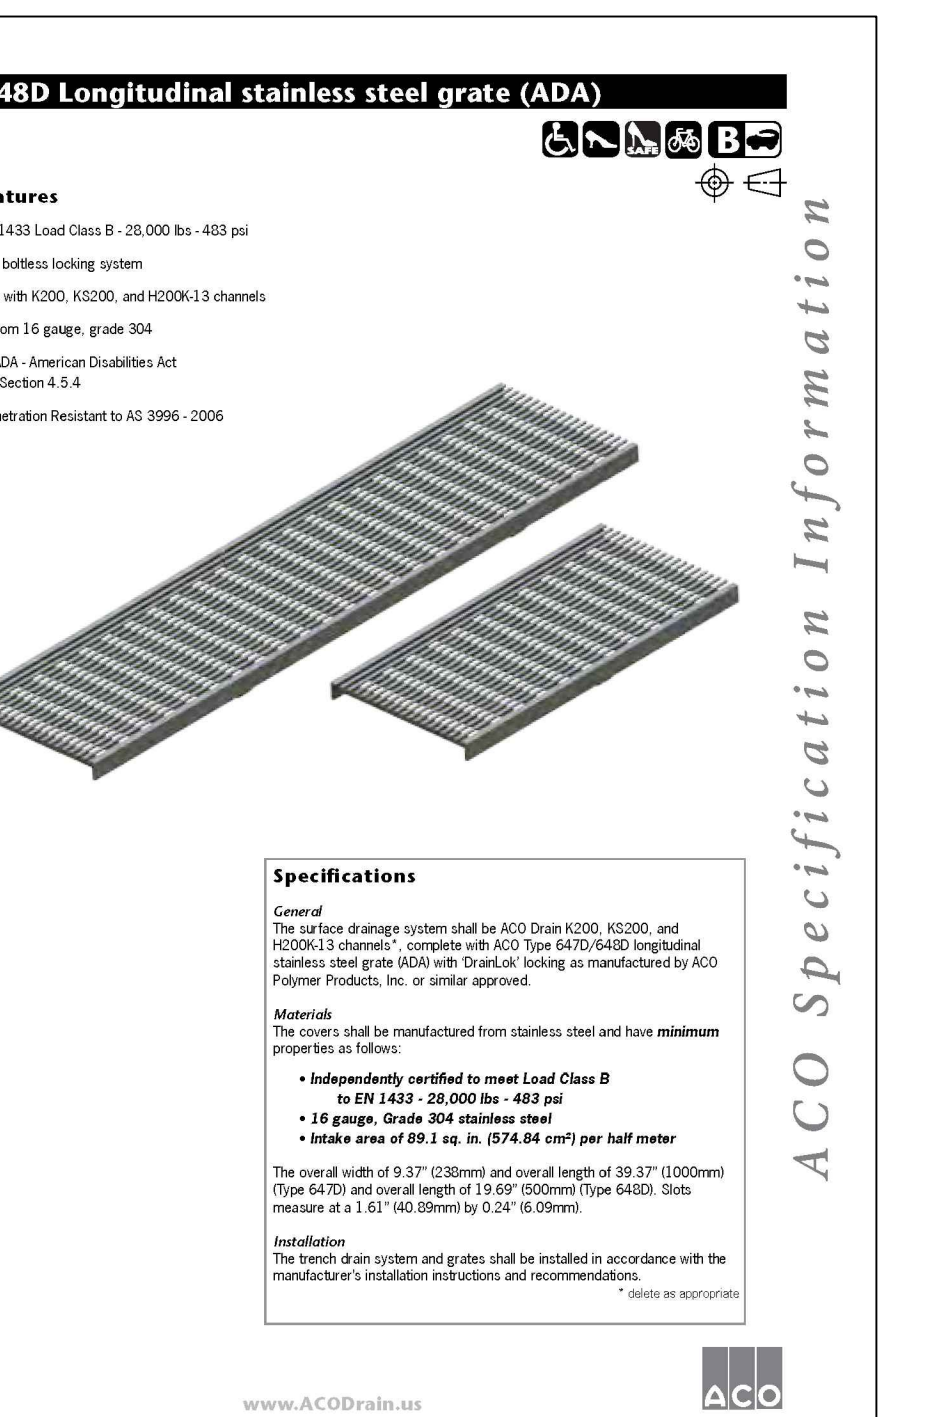 48D Longitudinal stainless steel grate (ADA)
SAFE
B
atures
1433 Load Class B - 28,000 lbs - 483 psi
boltless locking system
with K200, KS200, and H200K-13 channels
om 16 gauge, grade 304
ADA - American Disabilities Act
Section 4.5.4
netration Resistant to AS 3996 - 2006
ACO Specification Information
Specifications
General
The surface drainage system shall be ACO Drain K200, KS200, and
H200K-13 channels*, complete with ACO Type 647D/648D longitudinal
stainless steel grate (ADA) with ‘DrainLok’ locking as manufactured by ACO
Polymer Products, Inc. or similar approved.
Materials
The covers shall be manufactured from stainless steel and have minimum
properties as follows:
• Independently certified to meet Load Class B
to EN 1433 - 28,000 lbs - 483 psi
• 16 gauge, Grade 304 stainless steel
• Intake area of 89.1 sq. in. (574.84 cm²) per half meter
The overall width of 9.37” (238mm) and overall length of 39.37” (1000mm)
(Type 647D) and overall length of 19.69” (500mm) (Type 648D). Slots
measure at a 1.61” (40.89mm) by 0.24” (6.09mm).
Installation
The trench drain system and grates shall be installed in accordance with the
manufacturer's installation instructions and recommendations.
* delete as appropriate
www.ACODrain.us
ACO